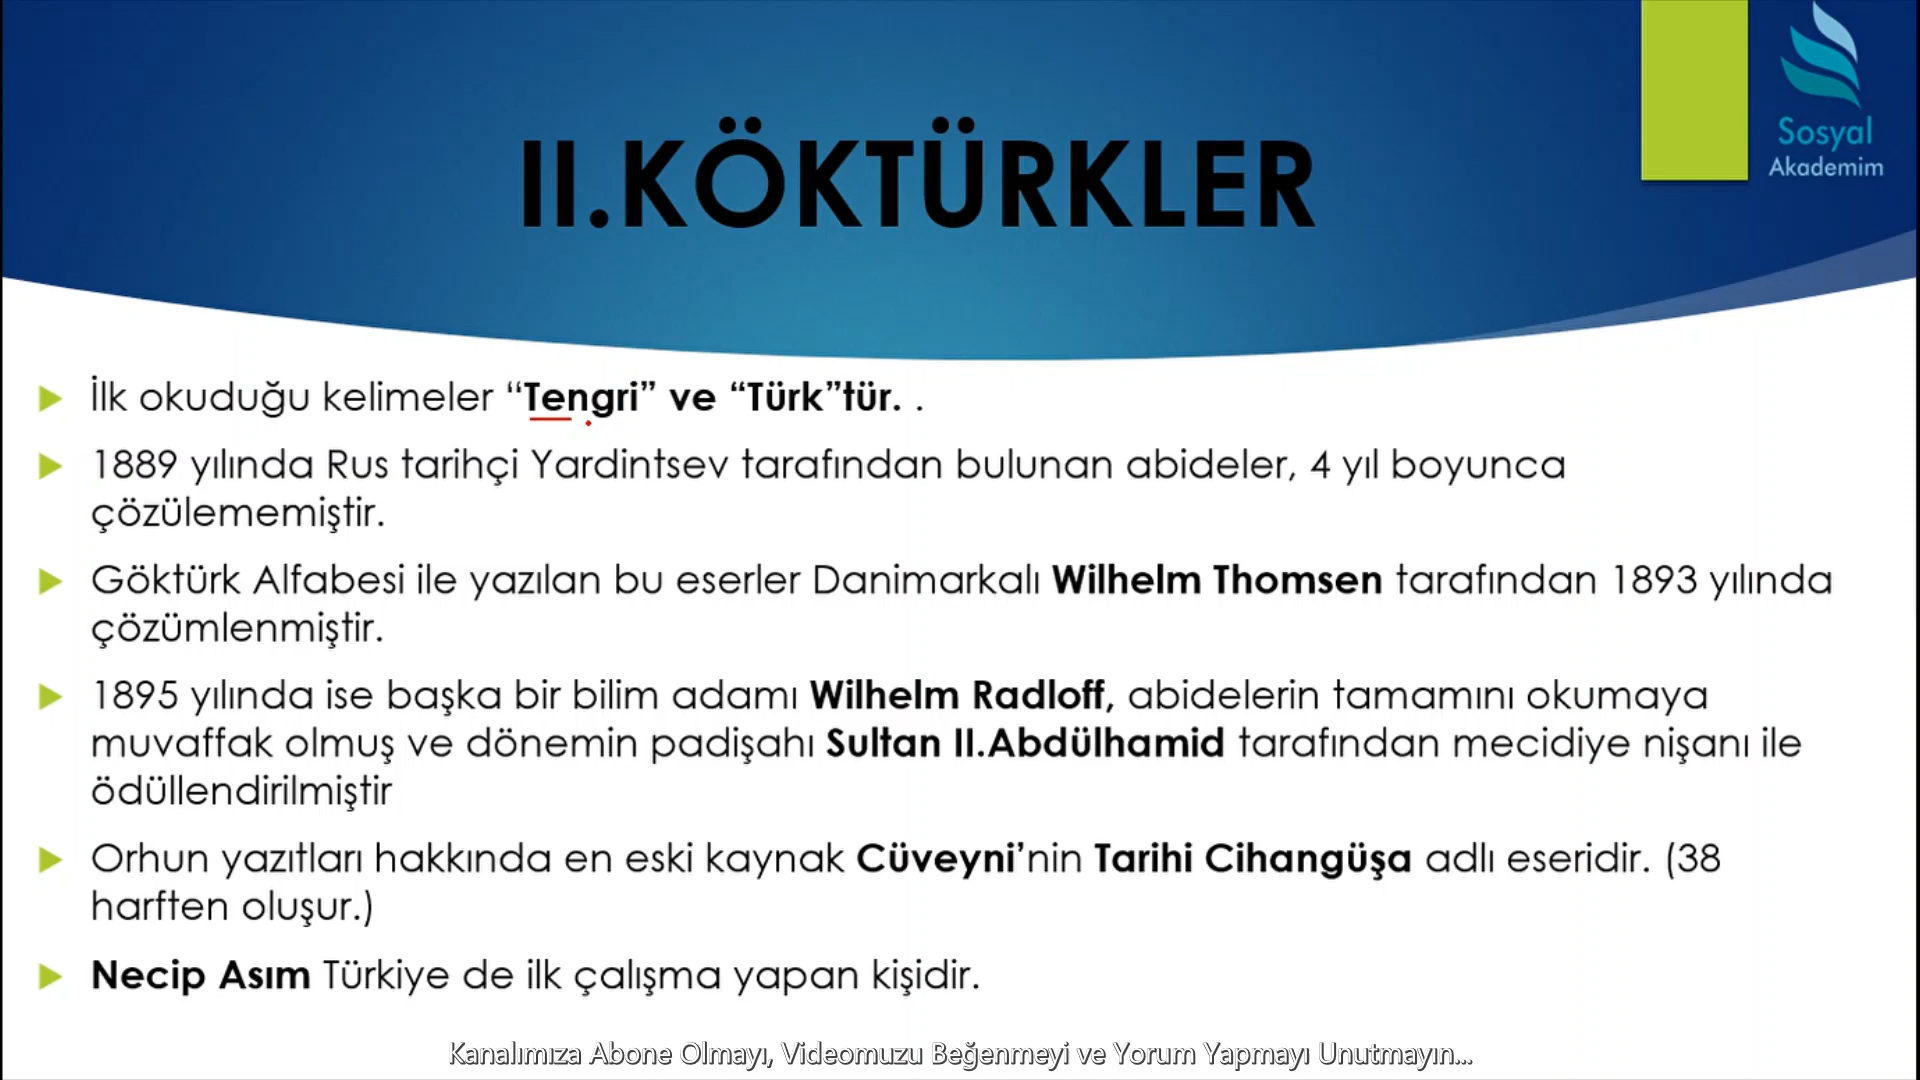 Sosyal
Akademim
II.KÖKTÜRKLER
İlk okuduğu kelimeler “Tengri” ve “Türk”tür. .
1889 yılında Rus tarihçi Yardintsev tarafından bulunan abideler, 4 yıl boyunca
çözülememiştir.
Göktürk Alfabesi ile yazılan bu eserler Danimarkalı Wilhelm Thomsen tarafından 1893 yılında
çözümlenmiştir.
1895 yılında ise başka bir bilim adamı Wilhelm Radloff, abidelerin tamamını okumaya
muvaffak olmuş ve dönemin padişahı Sultan II.Abdülhamid tarafından mecidiye nişanı ile
ödüllendirilmiştir
Orhun yazıtları hakkında en eski kaynak Cüveyni’nin Tarihi Cihangüşa adlı eseridir. (38
harften oluşur.)
Necip Asım Türkiye de ilk çalışma yapan kişidir.
Kanalımıza Abone Olmayı, Videomuzu Beğenmeyi ve Yorum Yapmayı Unutmayın...